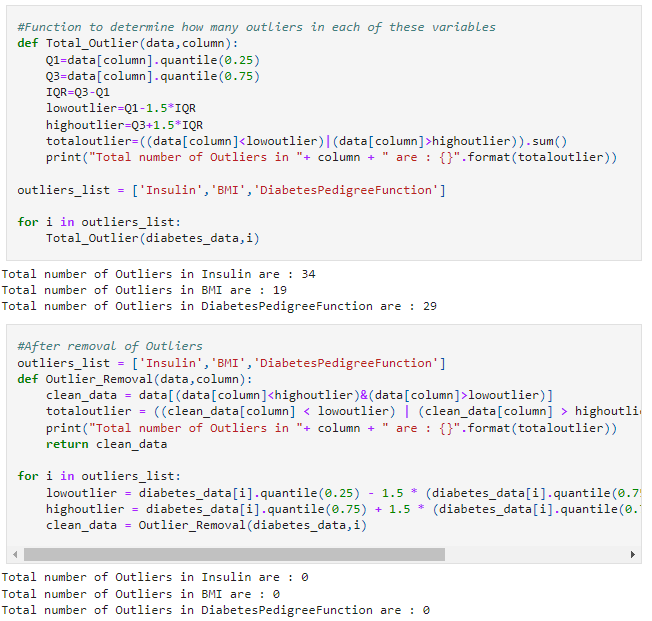 #Function to determine how many outliers in each of these variables
def Total_Outlier(data,column):
    Q1=data[column].quantile(0.25)
    Q3=data[column].quantile(0.75)
    IQR=Q3-Q1
    lowoutlier=Q1-1.5*IQR
    highoutlier=Q3+1.5*IQR
    totaloutlier=((data[column]<lowoutlier)|(data[column]>highoutlier)).sum()
    print("Total number of Outliers in "+ column + " are : {}".format(totaloutlier))
outliers_list = ['Insulin','BMI','DiabetesPedigreeFunction']
for i in outliers_list:
    Total_Outlier(diabetes_data,i)
Total number of Outliers in Insulin are : 34
Total number of Outliers in BMI are : 19
Total number of Outliers in DiabetesPedigreeFunction are : 29
#After removal of Outliers
outliers_list = ['Insulin','BMI','DiabetesPedigreeFunction']
def Outlier_Removal(data,column):
    clean_data = data[(data[column]<highoutlier)&(data[column]>lowoutlier)]
    totaloutlier = ((clean_data[column] < lowoutlier) | (clean_data[column] > highoutli
    print("Total number of Outliers in "+ column + " are : {}".format(totaloutlier))
    return clean_data
for i in outliers_list:
    lowoutlier = diabetes_data[i].quantile(0.25) - 1.5 * (diabetes_data[i].quantile(0.7
    highoutlier = diabetes_data[i].quantile(0.75) + 1.5 * (diabetes_data[i].quantile(0.
    clean_data = Outlier_Removal(diabetes_data,i)
Total number of Outliers in Insulin are : 0
Total number of Outliers in BMI are : 0
Total number of Outliers in DiabetesPedigreeFunction are : 0